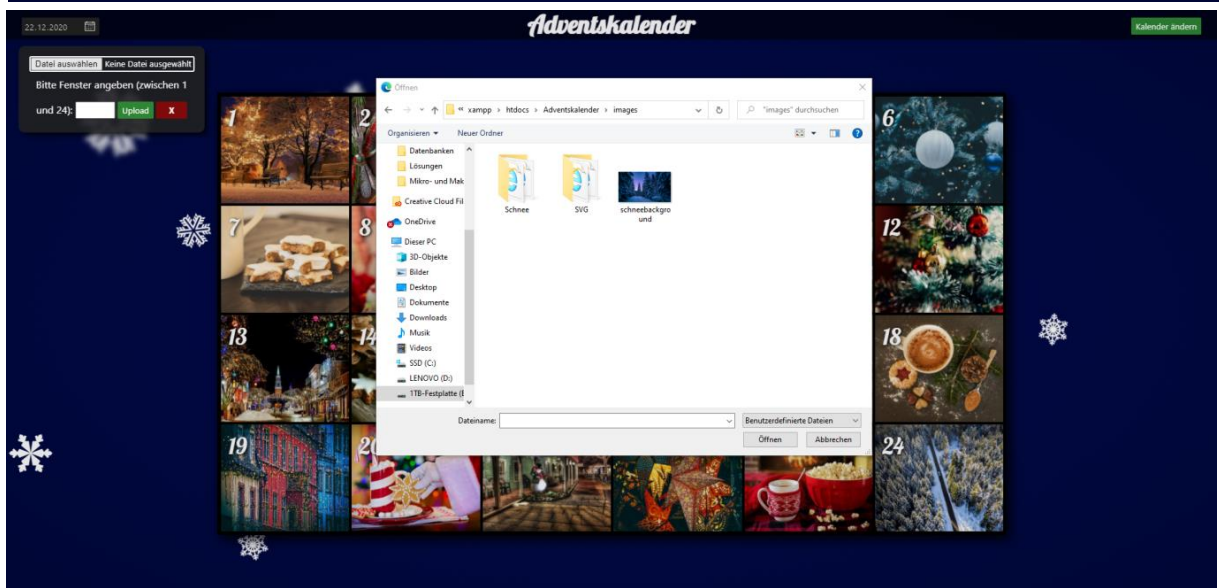 22.12.2020
Adventskalender
Kalender ändern
Datei auswählen Keine Datei ausgewählt
Bitte Fenster angeben (zwischen 1
und 24):
Upload
X
Öffnen
« xampp › htdocs › Adventskalender › images
"images" durchsuchen
Organisieren
Neuer Ordner
Datenbanken
Lösungen
Mikro- und Mak
Creative Cloud Fil
OneDrive
Dieser PC
3D-Objekte
Bilder
Desktop
Dokumente
Downloads
Musik
Videos
SSD (C:)
LENOVO (D:)
1TB-Festplatte (E
Schnee
SVG
schneebackgro
und
Dateiname:
Benutzerdefinierte Dateien
Öffnen
Abbrechen
1
2
6
7
8
12
13
14
18
19
20
24